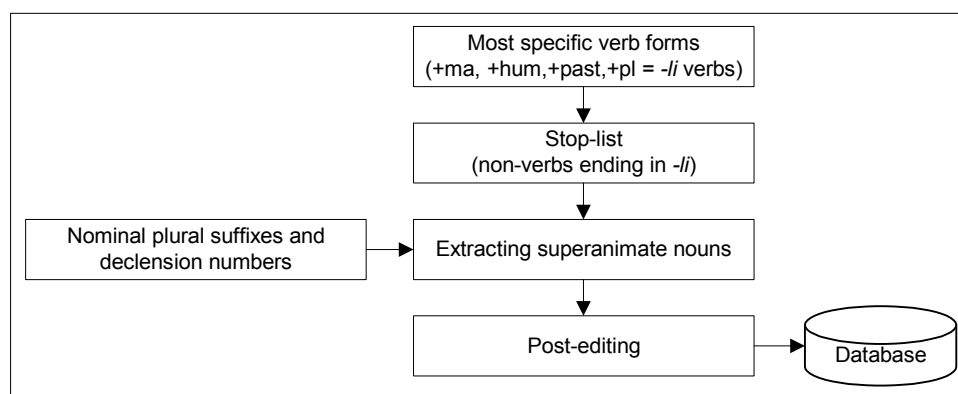 Most specific verb forms
(+ma, +hum,+past,+pl = -li verbs)
Stop-list
(non-verbs ending in -li)
Nominal plural suffixes and
declension numbers
Extracting superanimate nouns
Post-editing
Database